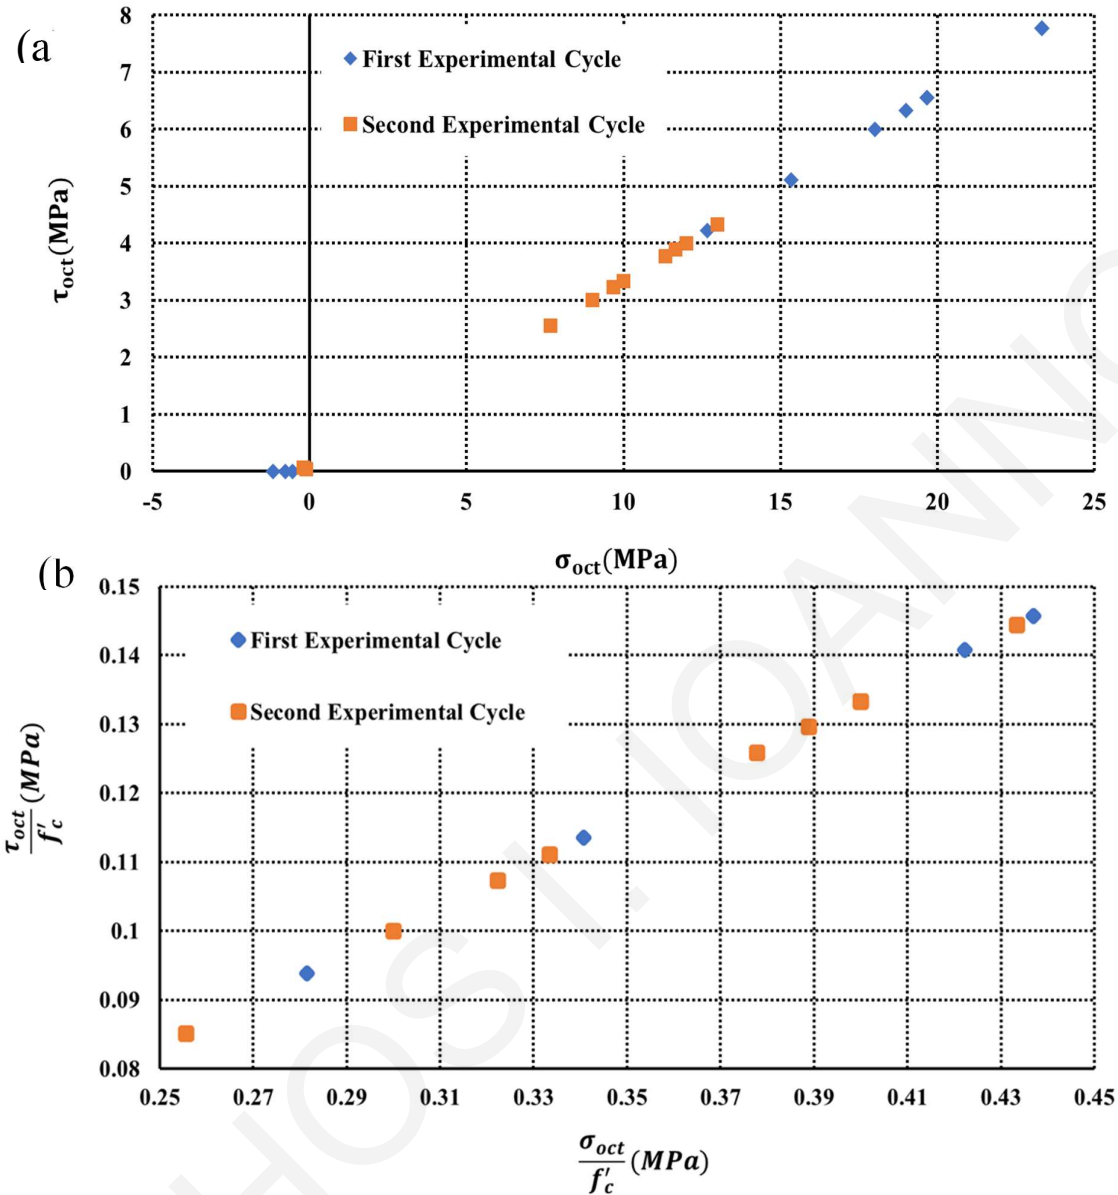 (a
8
7
6
5
4
3
2
1
0
τoct(MPa)
First Experimental Cycle
Second Experimental Cycle
-5 0 5 10 15 20 25
σoct(MPa)
(b
0.15
0.14
0.13
0.12
0.11
0.1
0.09
0.08
τoct/f′c (MPa)
First Experimental Cycle
Second Experimental Cycle
0.25 0.27 0.29 0.31 0.33 0.35 0.37 0.39 0.41 0.43 0.45
σoct/f′c (MPa)
HOS I. IOANNO